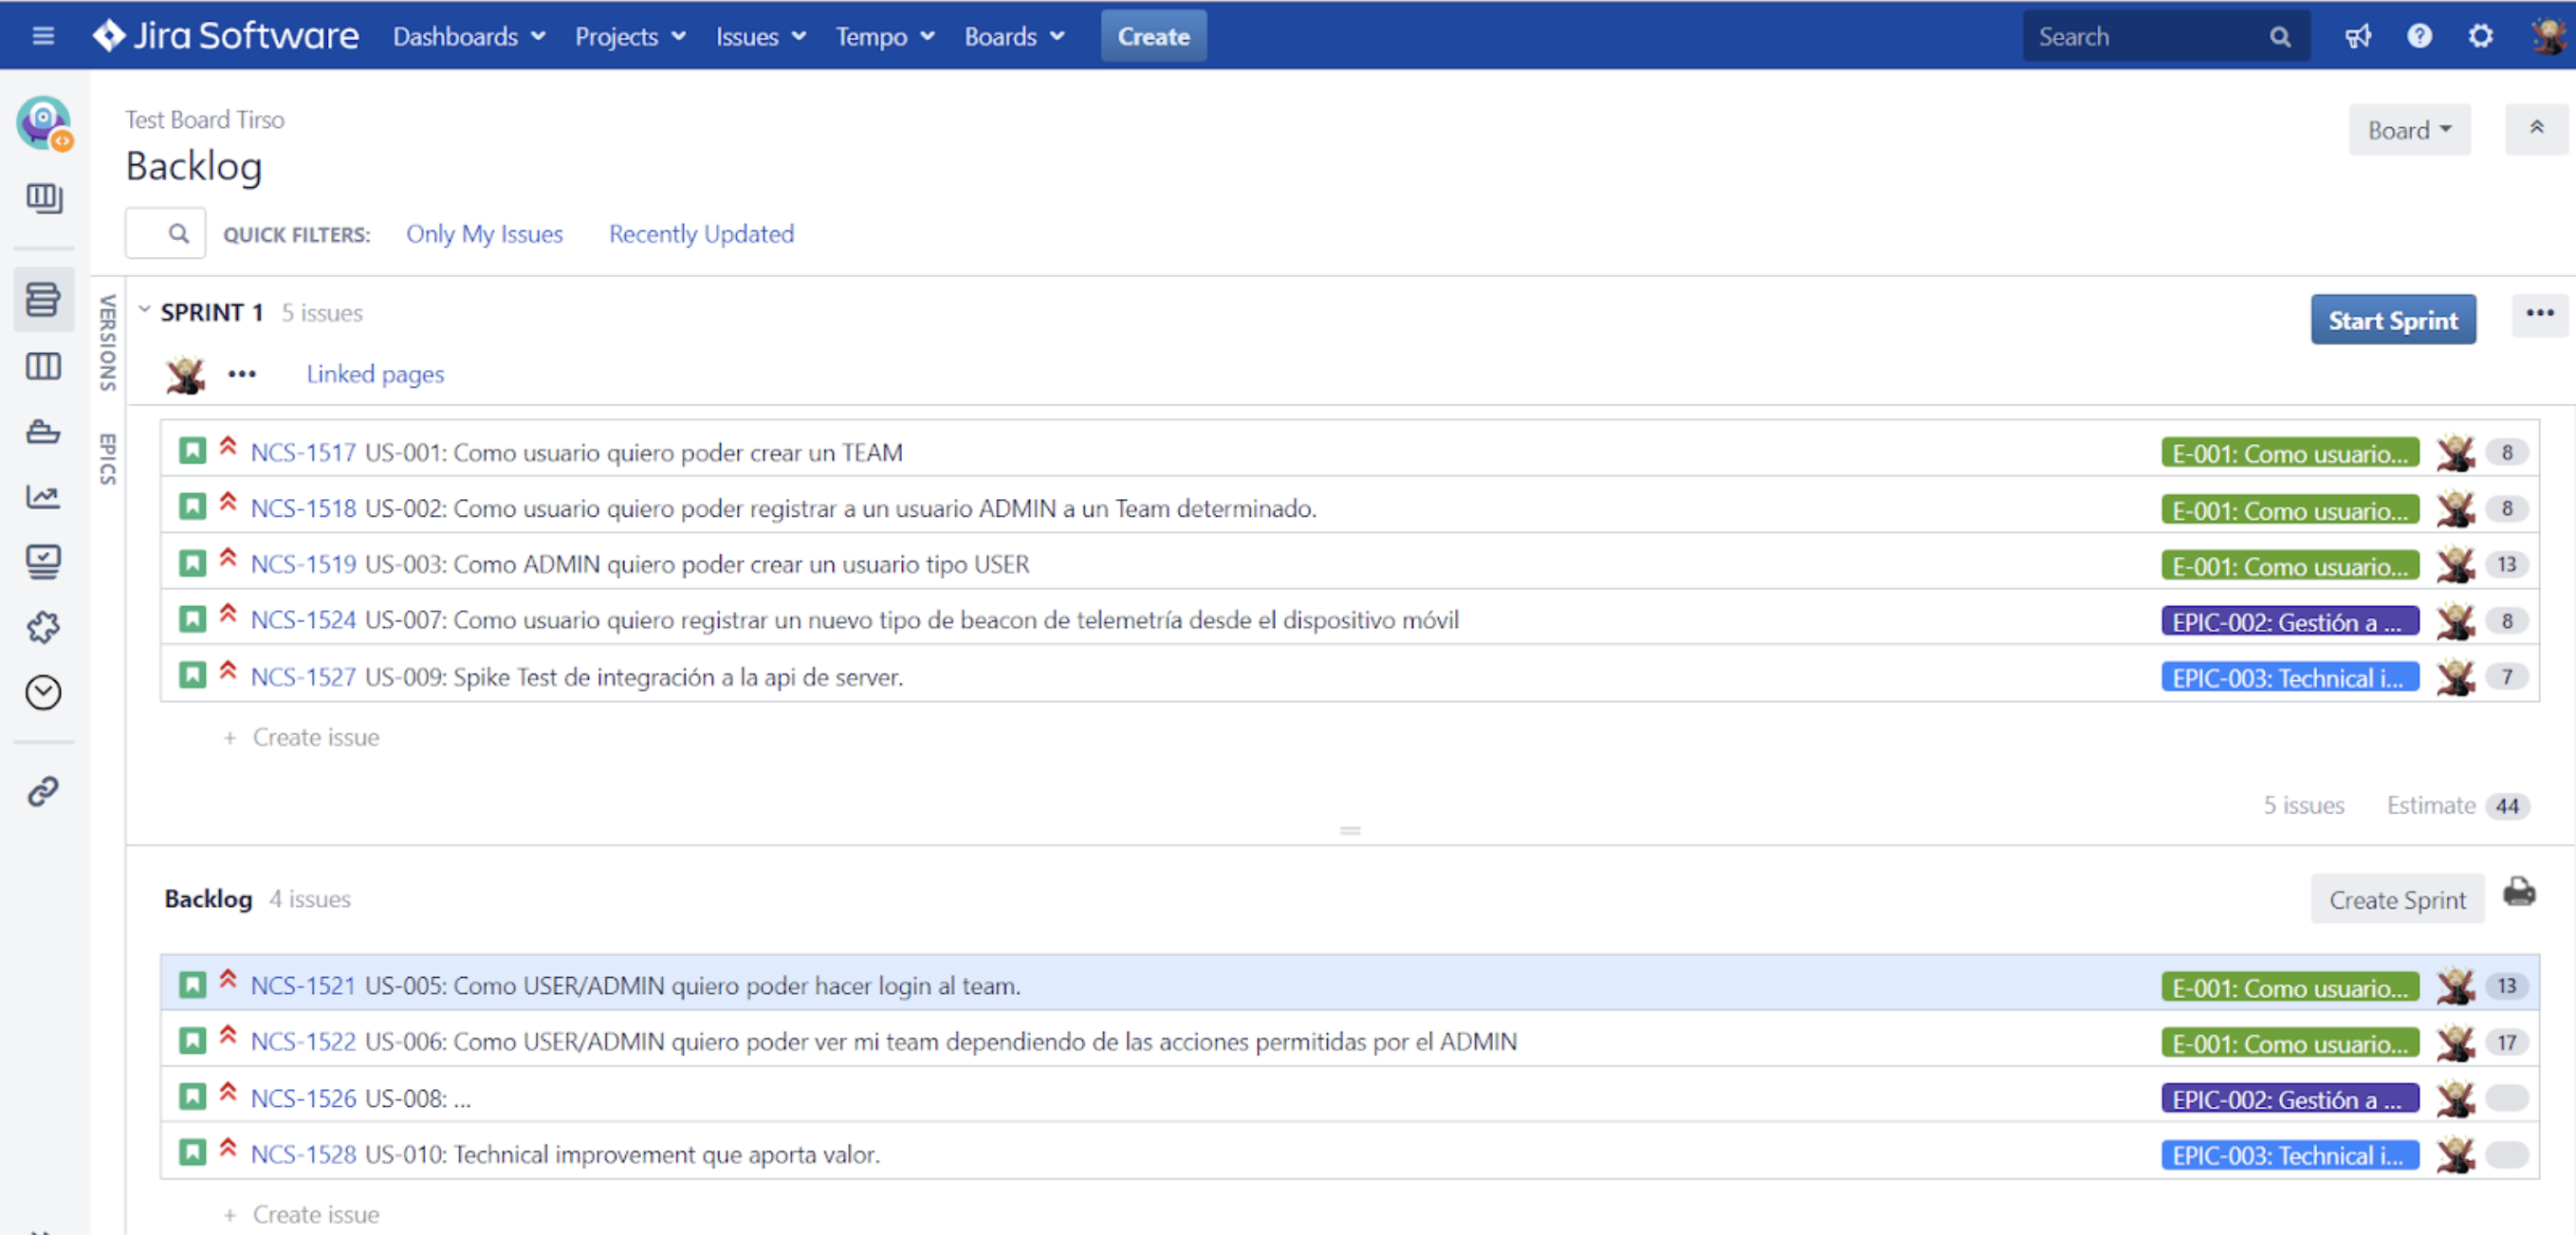 Jira Software Dashboards Projects Issues Tempo Boards Create Search
Test Board Tirso
Board
Backlog
QUICK FILTERS: Only My Issues Recently Updated
VERSIONS
EPICS
SPRINT 1 5 issues
Start Sprint
Linked pages
NCS-1517 US-001: Como usuario quiero poder crear un TEAM E-001: Como usuario... 8
NCS-1518 US-002: Como usuario quiero poder registrar a un usuario ADMIN a un Team determinado. E-001: Como usuario... 8
NCS-1519 US-003: Como ADMIN quiero poder crear un usuario tipo USER E-001: Como usuario... 13
NCS-1524 US-007: Como usuario quiero registrar un nuevo tipo de beacon de telemetría desde el dispositivo móvil EPIC-002: Gestión a ... 8
NCS-1527 US-009: Spike Test de integración a la api de server. EPIC-003: Technical i... 7
+ Create issue
5 issues Estimate 44
Backlog 4 issues
Create Sprint
NCS-1521 US-005: Como USER/ADMIN quiero poder hacer login al team. E-001: Como usuario... 13
NCS-1522 US-006: Como USER/ADMIN quiero poder ver mi team dependiendo de las acciones permitidas por el ADMIN E-001: Como usuario... 17
NCS-1526 US-008: ... EPIC-002: Gestión a ...
NCS-1528 US-010: Technical improvement que aporta valor. EPIC-003: Technical i...
+ Create issue